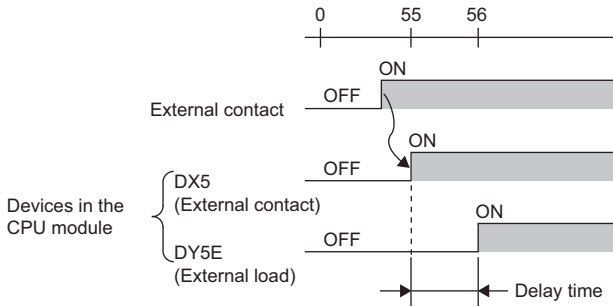 0 55 56
ON
OFF
External contact
ON
OFF
DX5
(External contact)
Devices in the
CPU module
ON
OFF
DY5E
(External load)
Delay time